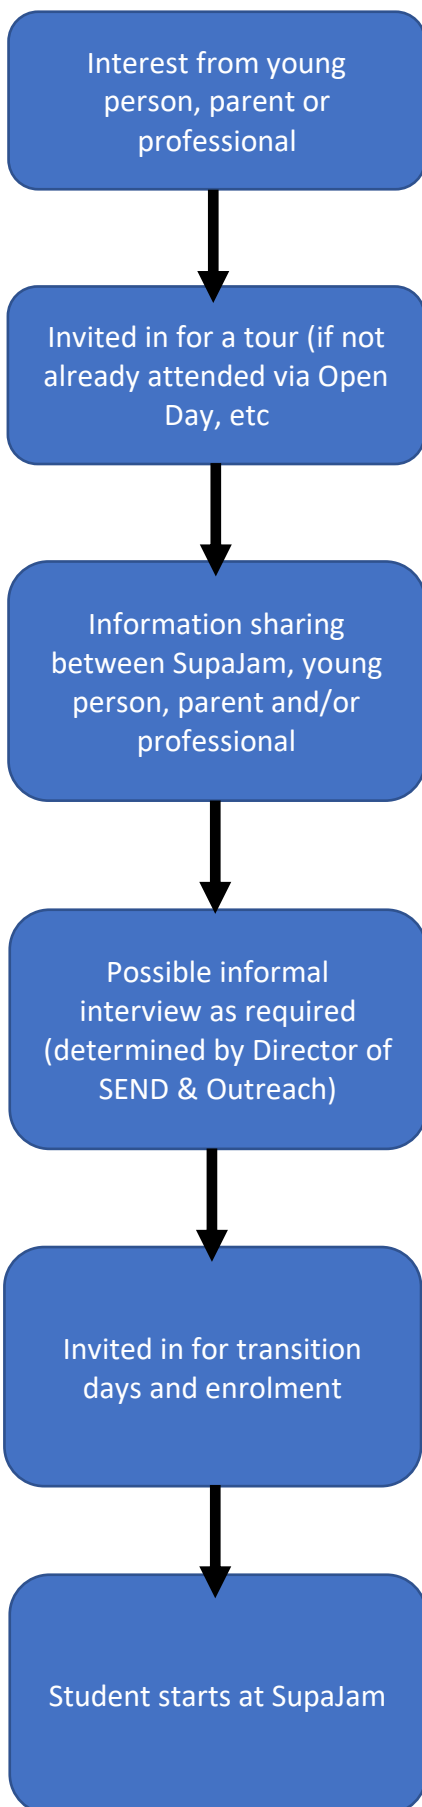 Interest from young
person, parent or
professional
Invited in for a tour (if not
already attended via Open
Day, etc
Information sharing
between SupaJam, young
person, parent and/or
professional
Possible informal
interview as required
(determined by Director of
SEND & Outreach)
Invited in for transition
days and enrolment
Student starts at SupaJam